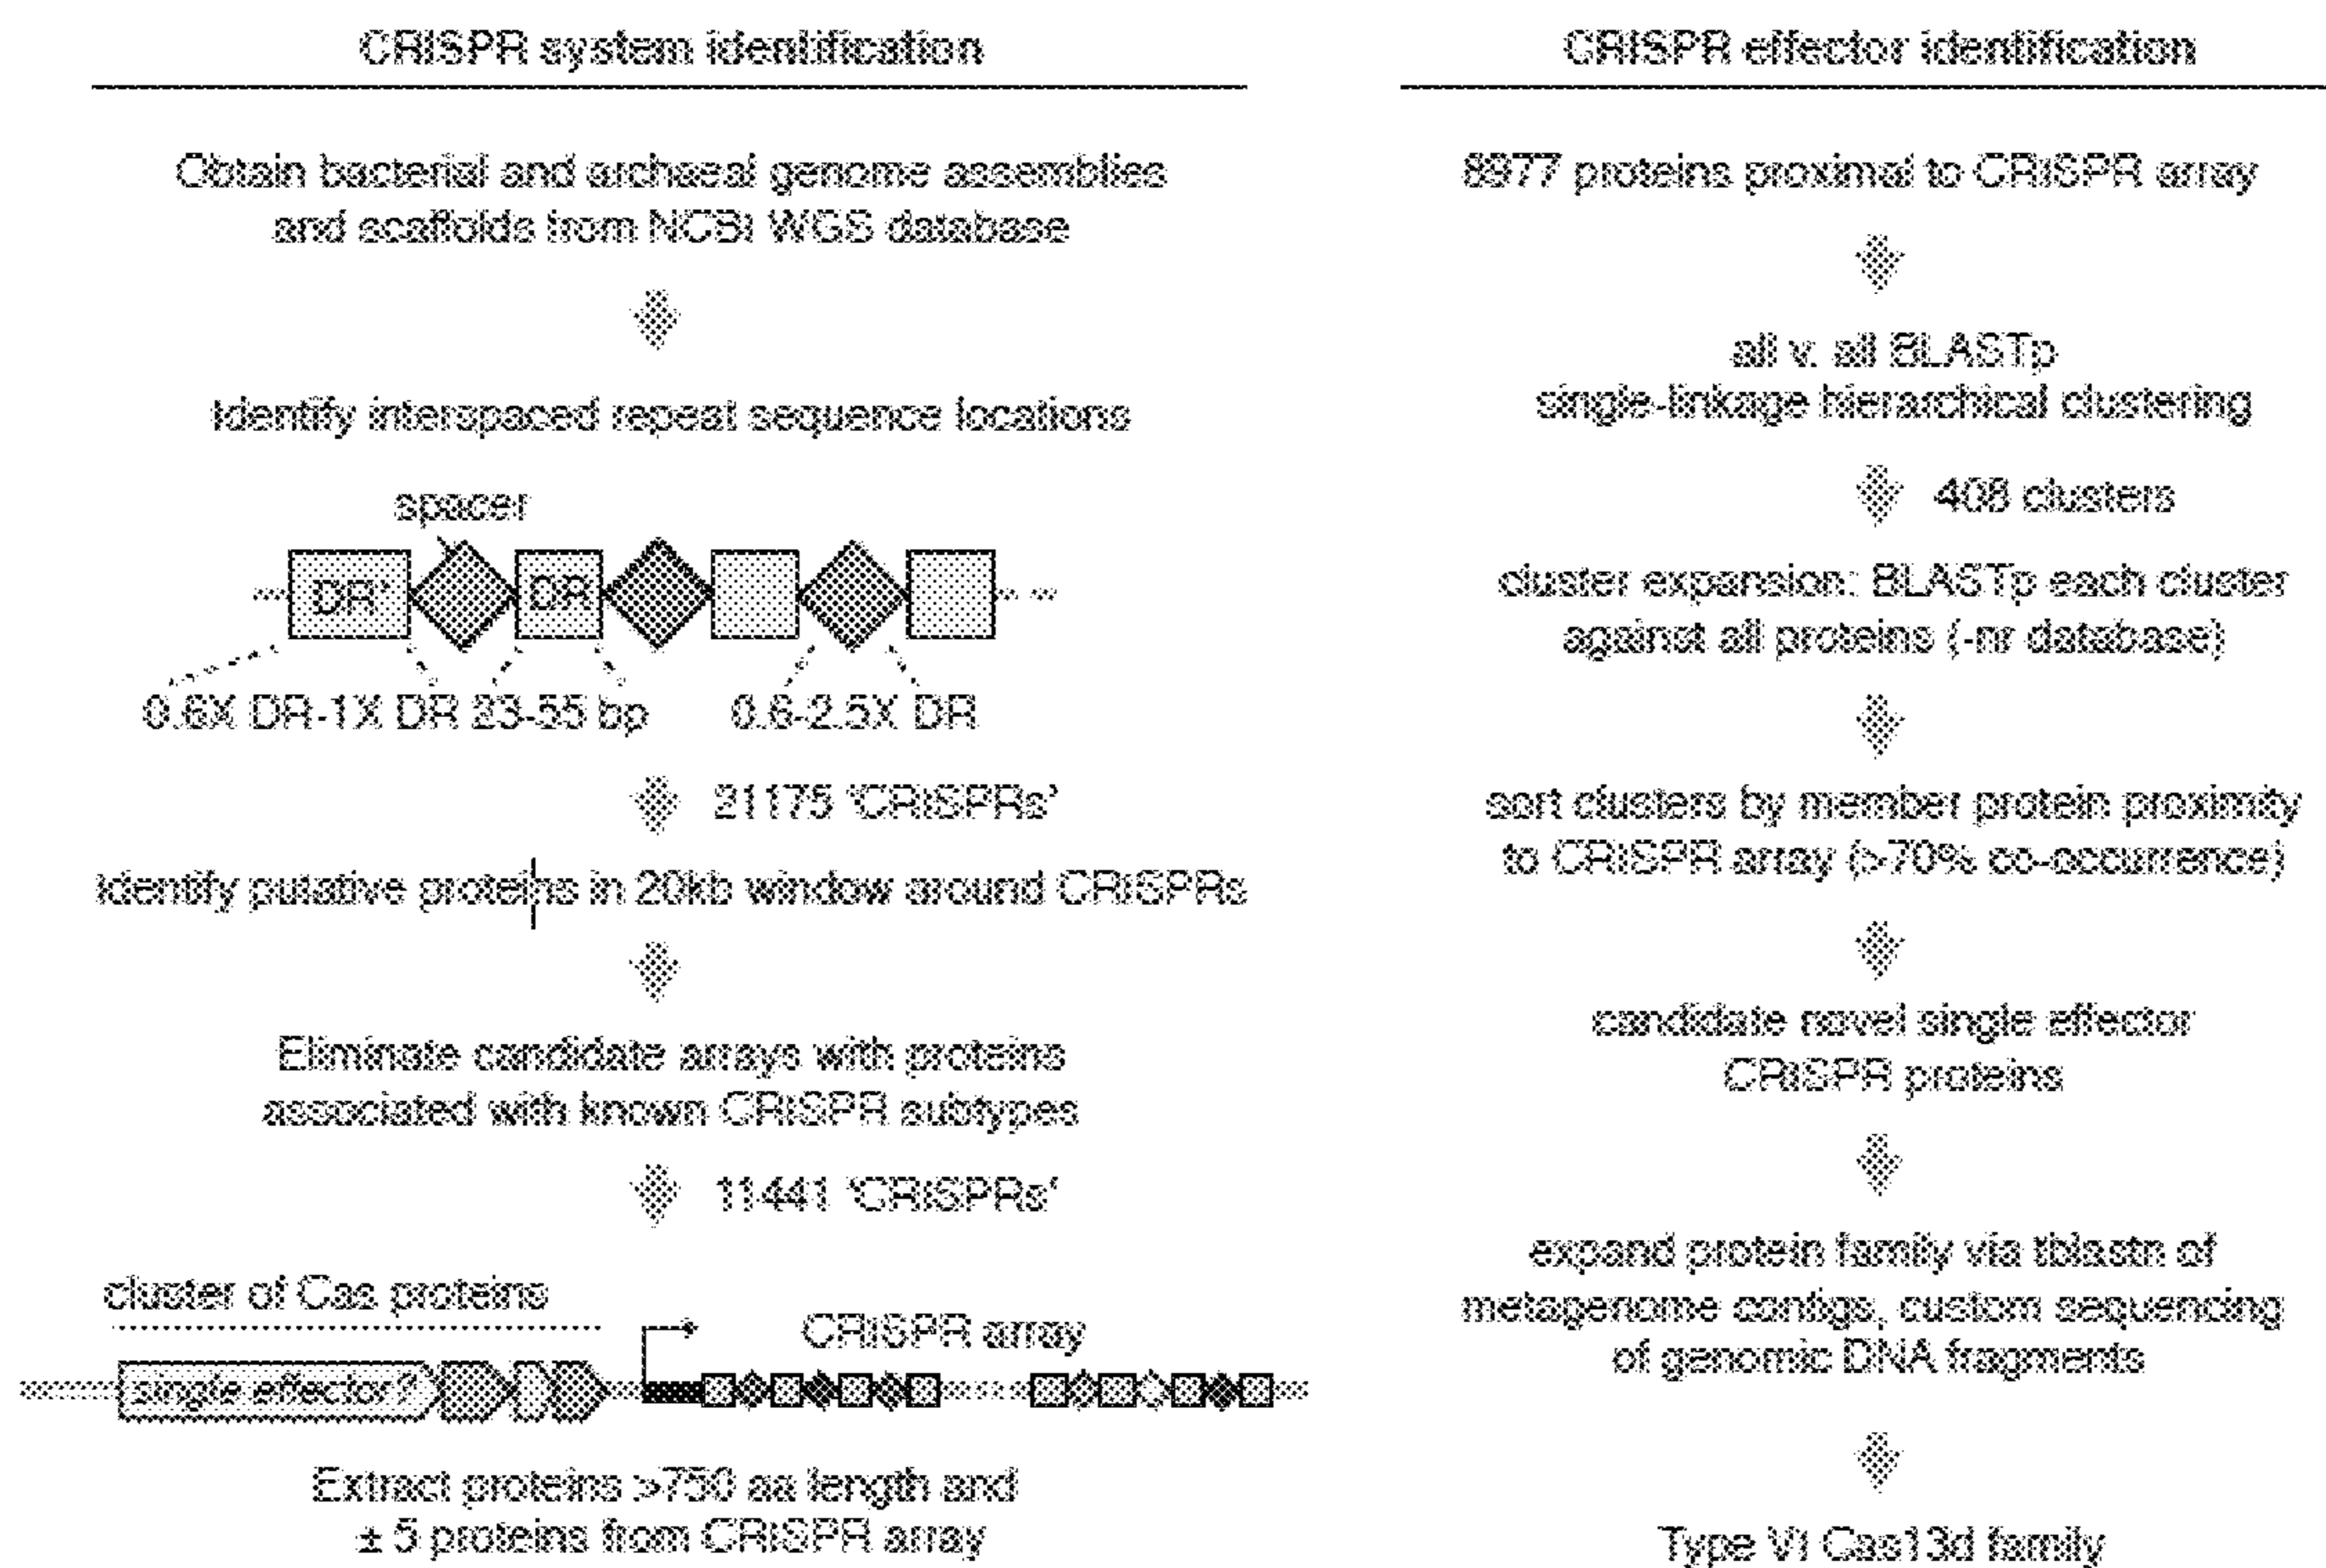 CRISPR system identification
Obtain bacterial and archaeal genome assemblies
and scaffolds from NCBI WGS database
Identify interspaced repeat sequence locations
spacer
DR' DR
0.6X DR-1X DR 23-55 bp 0.6-2.5X DR
21175 'CRISPRs'
Identify putative proteins in 20kb window around CRISPRs
Eliminate candidate arrays with proteins
associated with known CRISPR subtypes
11441 'CRISPRs'
cluster of Cas proteins
CRISPR array
single effector?
Extract proteins >750 aa length and
± 5 proteins from CRISPR array
CRISPR effector identification
8977 proteins proximal to CRISPR array
all v. all BLASTp
single-linkage hierarchical clustering
408 clusters
cluster expansion: BLASTp each cluster
against all proteins (-nr database)
sort clusters by member protein proximity
to CRISPR array (>70% co-occurrence)
candidate novel single effector
CRISPR proteins
expand protein family via tblastn of
metagenome contigs, custom sequencing
of genomic DNA fragments
Type VI Cas13d family